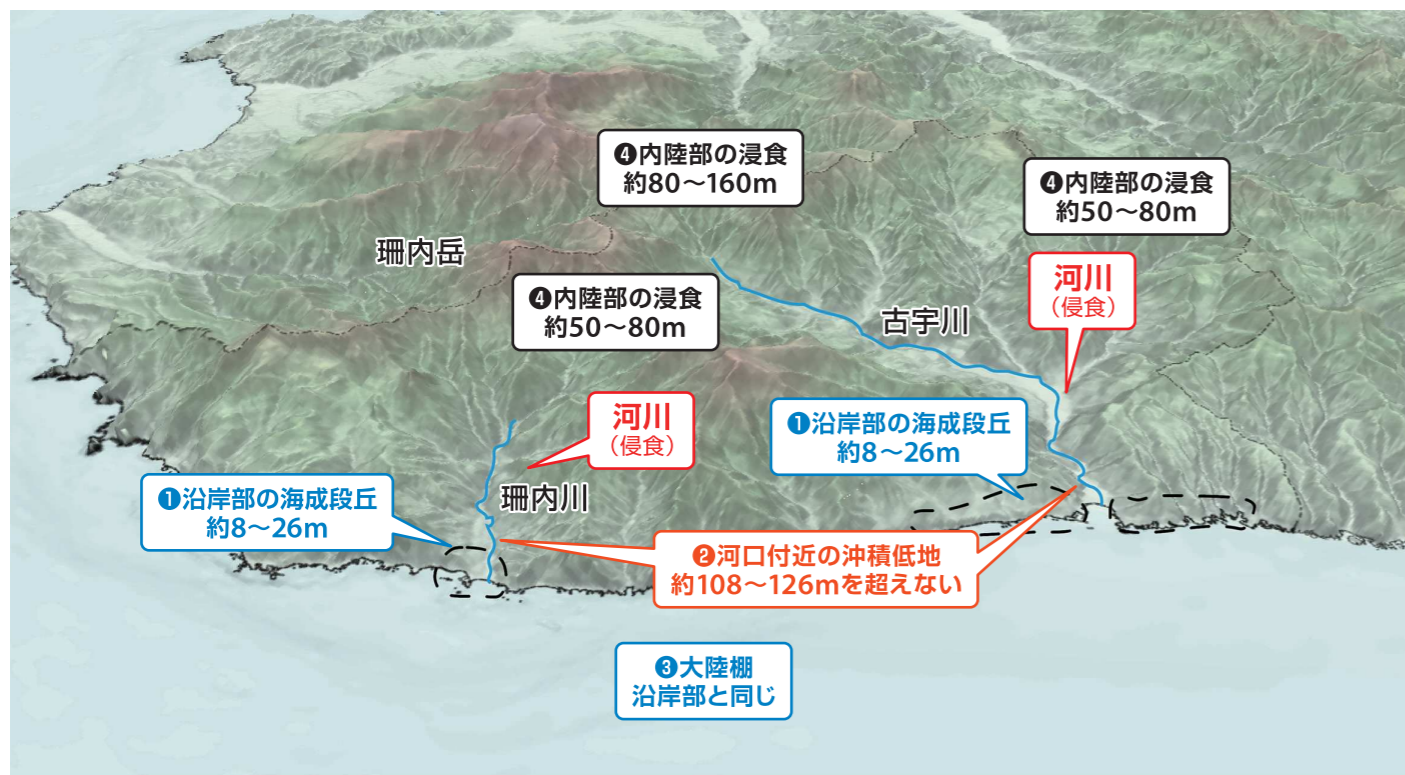 ❹内陸部の浸食
約80〜160m
❹内陸部の浸食
約50〜80m
珊内岳
河川
（侵食）
❹内陸部の浸食
約50〜80m
古宇川
河川
（侵食）
❶沿岸部の海成段丘
約8〜26m
❶沿岸部の海成段丘
約8〜26m
珊内川
❷河口付近の沖積低地
約108〜126mを超えない
❸大陸棚
沿岸部と同じ